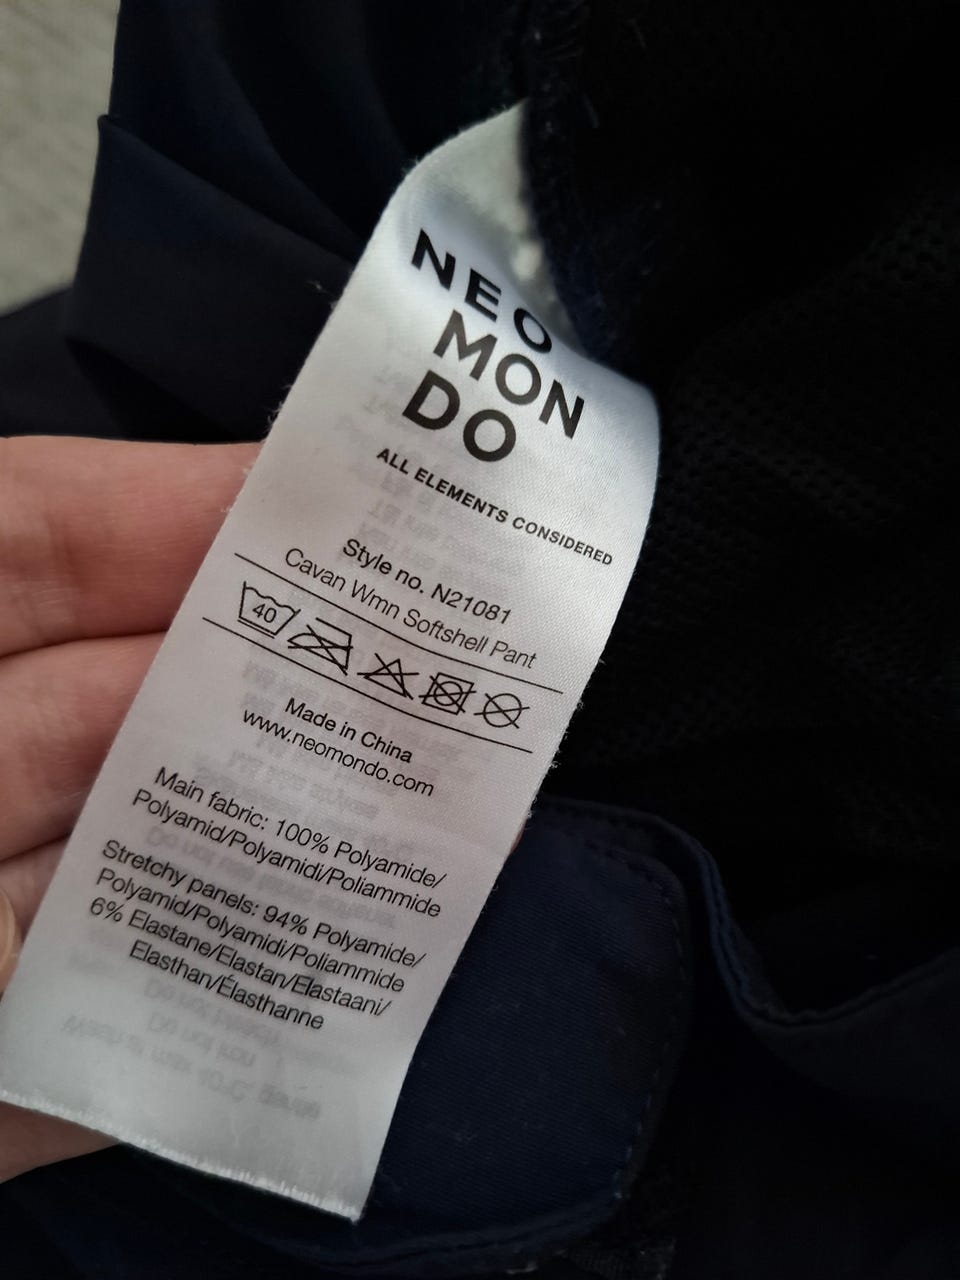 NEO
MON
DO
ALL ELEMENTS CONSIDERED
Style no. N21081
Cavan Wmn Softshell Pant
40
Made in China
www.neomondo.com
Main fabric: 100% Polyamide/
Polyamid/Polyamidi/Poliammide
Stretchy panels: 94% Polyamide/
Polyamid/Polyamidi/Poliammide
6% Elastane/Elastan/Elastaani/
Elasthan/Élasthanne